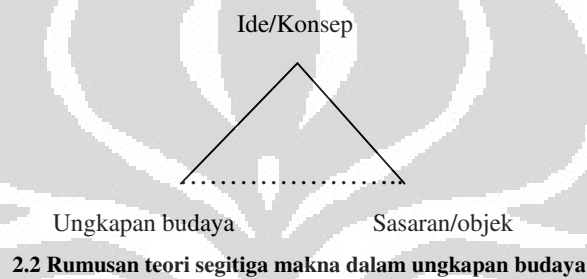 Ide/Konsep
Ungkapan budaya Sasaran/objek
2.2 Rumusan teori segitiga makna dalam ungkapan budaya